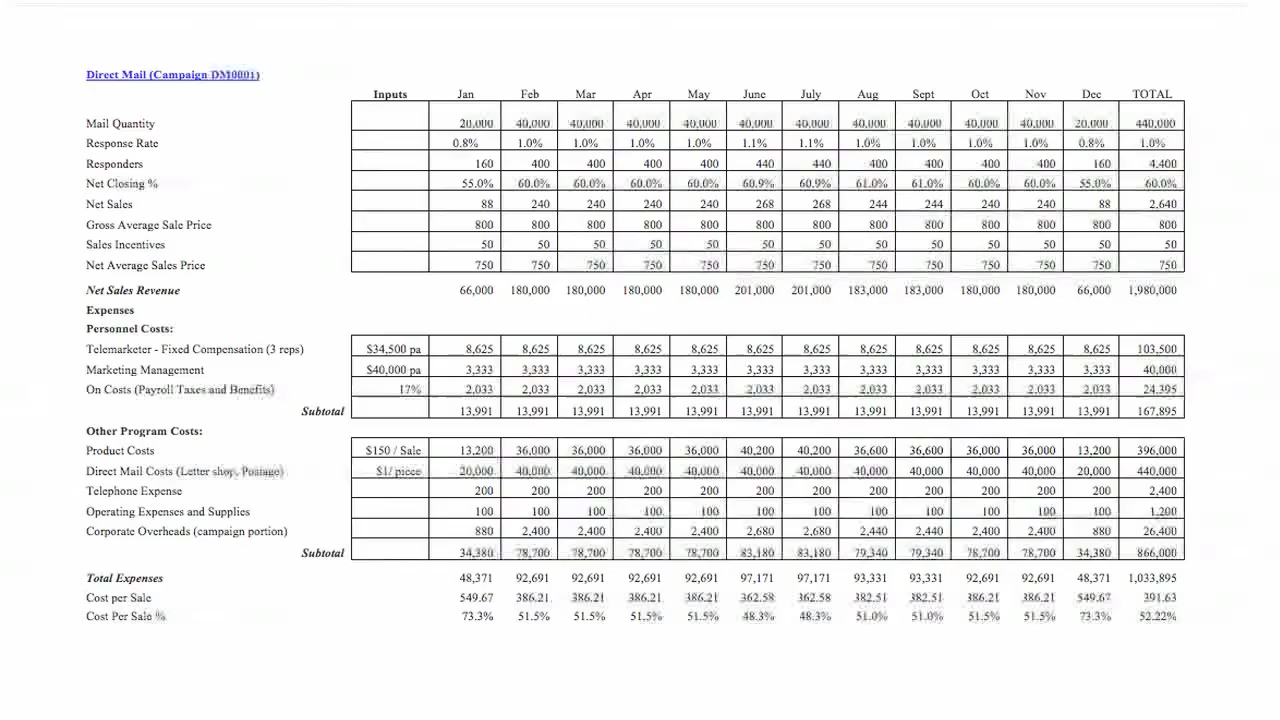 Direct Mail (Campaign DM0001)
Inputs Jan Feb Mar Apr May June July Aug Sept Oct Nov Dec TOTAL
Mail Quantity 20,000 40,000 40,000 40,000 40,000 40,000 40,000 40,000 40,000 40,000 40,000 20,000 440,000
Response Rate 0.8% 1.0% 1.0% 1.0% 1.0% 1.1% 1.1% 1.0% 1.0% 1.0% 1.0% 0.8% 1.0%
Responders 160 400 400 400 400 440 440 400 400 400 400 160 4,400
Net Closing % 55.0% 60.0% 60.0% 60.0% 60.0% 60.9% 60.9% 61.0% 61.0% 60.0% 60.0% 55.0% 60.0%
Net Sales 88 240 240 240 240 268 268 244 244 240 240 88 2,640
Gross Average Sale Price 800 800 800 800 800 800 800 800 800 800 800 800 800
Sales Incentives 50 50 50 50 50 50 50 50 50 50 50 50 50
Net Average Sales Price 750 750 750 750 750 750 750 750 750 750 750 750 750
Net Sales Revenue 66,000 180,000 180,000 180,000 180,000 201,000 201,000 183,000 183,000 180,000 180,000 66,000 1,980,000
Expenses
Personnel Costs:
Telemarketer - Fixed Compensation (3 reps) $34,500 pa 8,625 8,625 8,625 8,625 8,625 8,625 8,625 8,625 8,625 8,625 8,625 8,625 103,500
Marketing Management $40,000 pa 3,333 3,333 3,333 3,333 3,333 3,333 3,333 3,333 3,333 3,333 3,333 3,333 40,000
On Costs (Payroll Taxes and Benefits) 17% 2,033 2,033 2,033 2,033 2,033 2,033 2,033 2,033 2,033 2,033 2,033 2,033 24,395
Subtotal 13,991 13,991 13,991 13,991 13,991 13,991 13,991 13,991 13,991 13,991 13,991 13,991 167,895
Other Program Costs:
Product Costs $150 / Sale 13,200 36,000 36,000 36,000 36,000 40,200 40,200 36,600 36,600 36,000 36,000 13,200 396,000
Direct Mail Costs (Letter shop, Postage) $1/ piece 20,000 40,000 40,000 40,000 40,000 40,000 40,000 40,000 40,000 40,000 40,000 20,000 440,000
Telephone Expense 200 200 200 200 200 200 200 200 200 200 200 200 2,400
Operating Expenses and Supplies 100 100 100 100 100 100 100 100 100 100 100 100 1,200
Corporate Overheads (campaign portion) 880 2,400 2,400 2,400 2,400 2,680 2,680 2,440 2,440 2,400 2,400 880 26,400
Subtotal 34,380 78,700 78,700 78,700 78,700 83,180 83,180 79,340 79,340 78,700 78,700 34,380 866,000
Total Expenses 48,371 92,691 92,691 92,691 92,691 97,171 97,171 93,331 93,331 92,691 92,691 48,371 1,033,895
Cost per Sale 549.67 386.21 386.21 386.21 386.21 362.58 362.58 382.51 382.51 386.21 386.21 549.67 391.63
Cost Per Sale % 73.3% 51.5% 51.5% 51.5% 51.5% 48.3% 48.3% 51.0% 51.0% 51.5% 51.5% 73.3% 52.22%